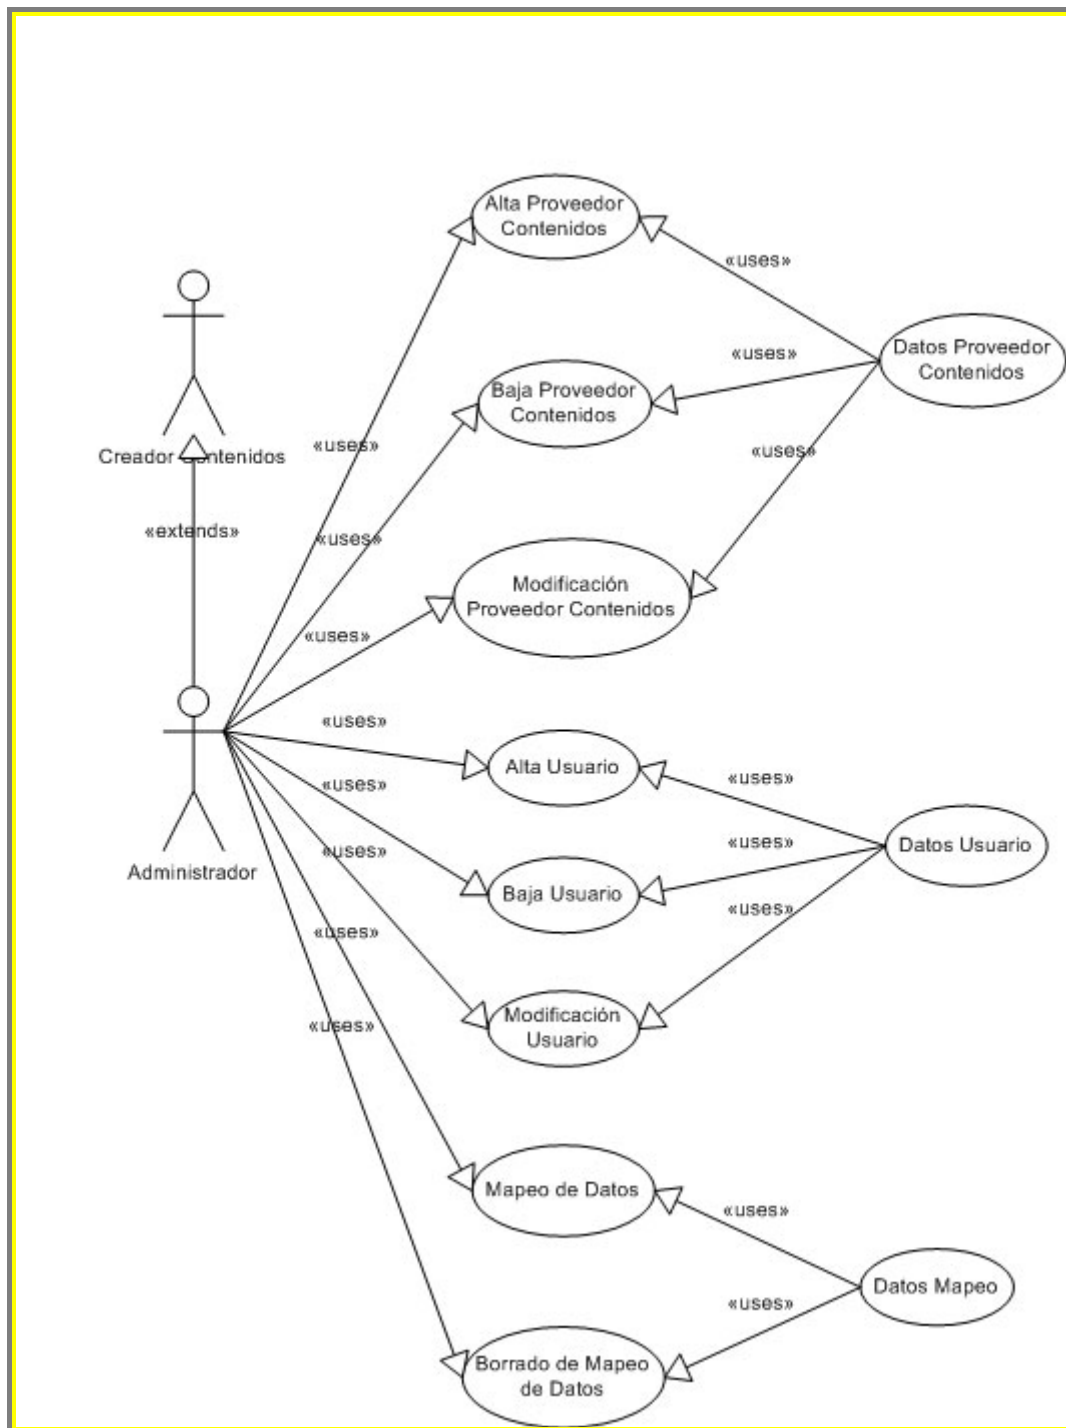 Alta Proveedor
Contenidos
«uses»
Datos Proveedor
Contenidos
«uses»
Baja Proveedor
Contenidos
«uses»
Creador Contenidos
«uses»
«extends»
«uses»
Modificación
Proveedor Contenidos
«uses»
«uses»
Alta Usuario
«uses»
«uses»
Datos Usuario
«uses»
Administrador
«uses»
Baja Usuario
«uses»
«uses»
Modificación
Usuario
«uses»
Mapeo de Datos
«uses»
Datos Mapeo
«uses»
Borrado de Mapeo
de Datos